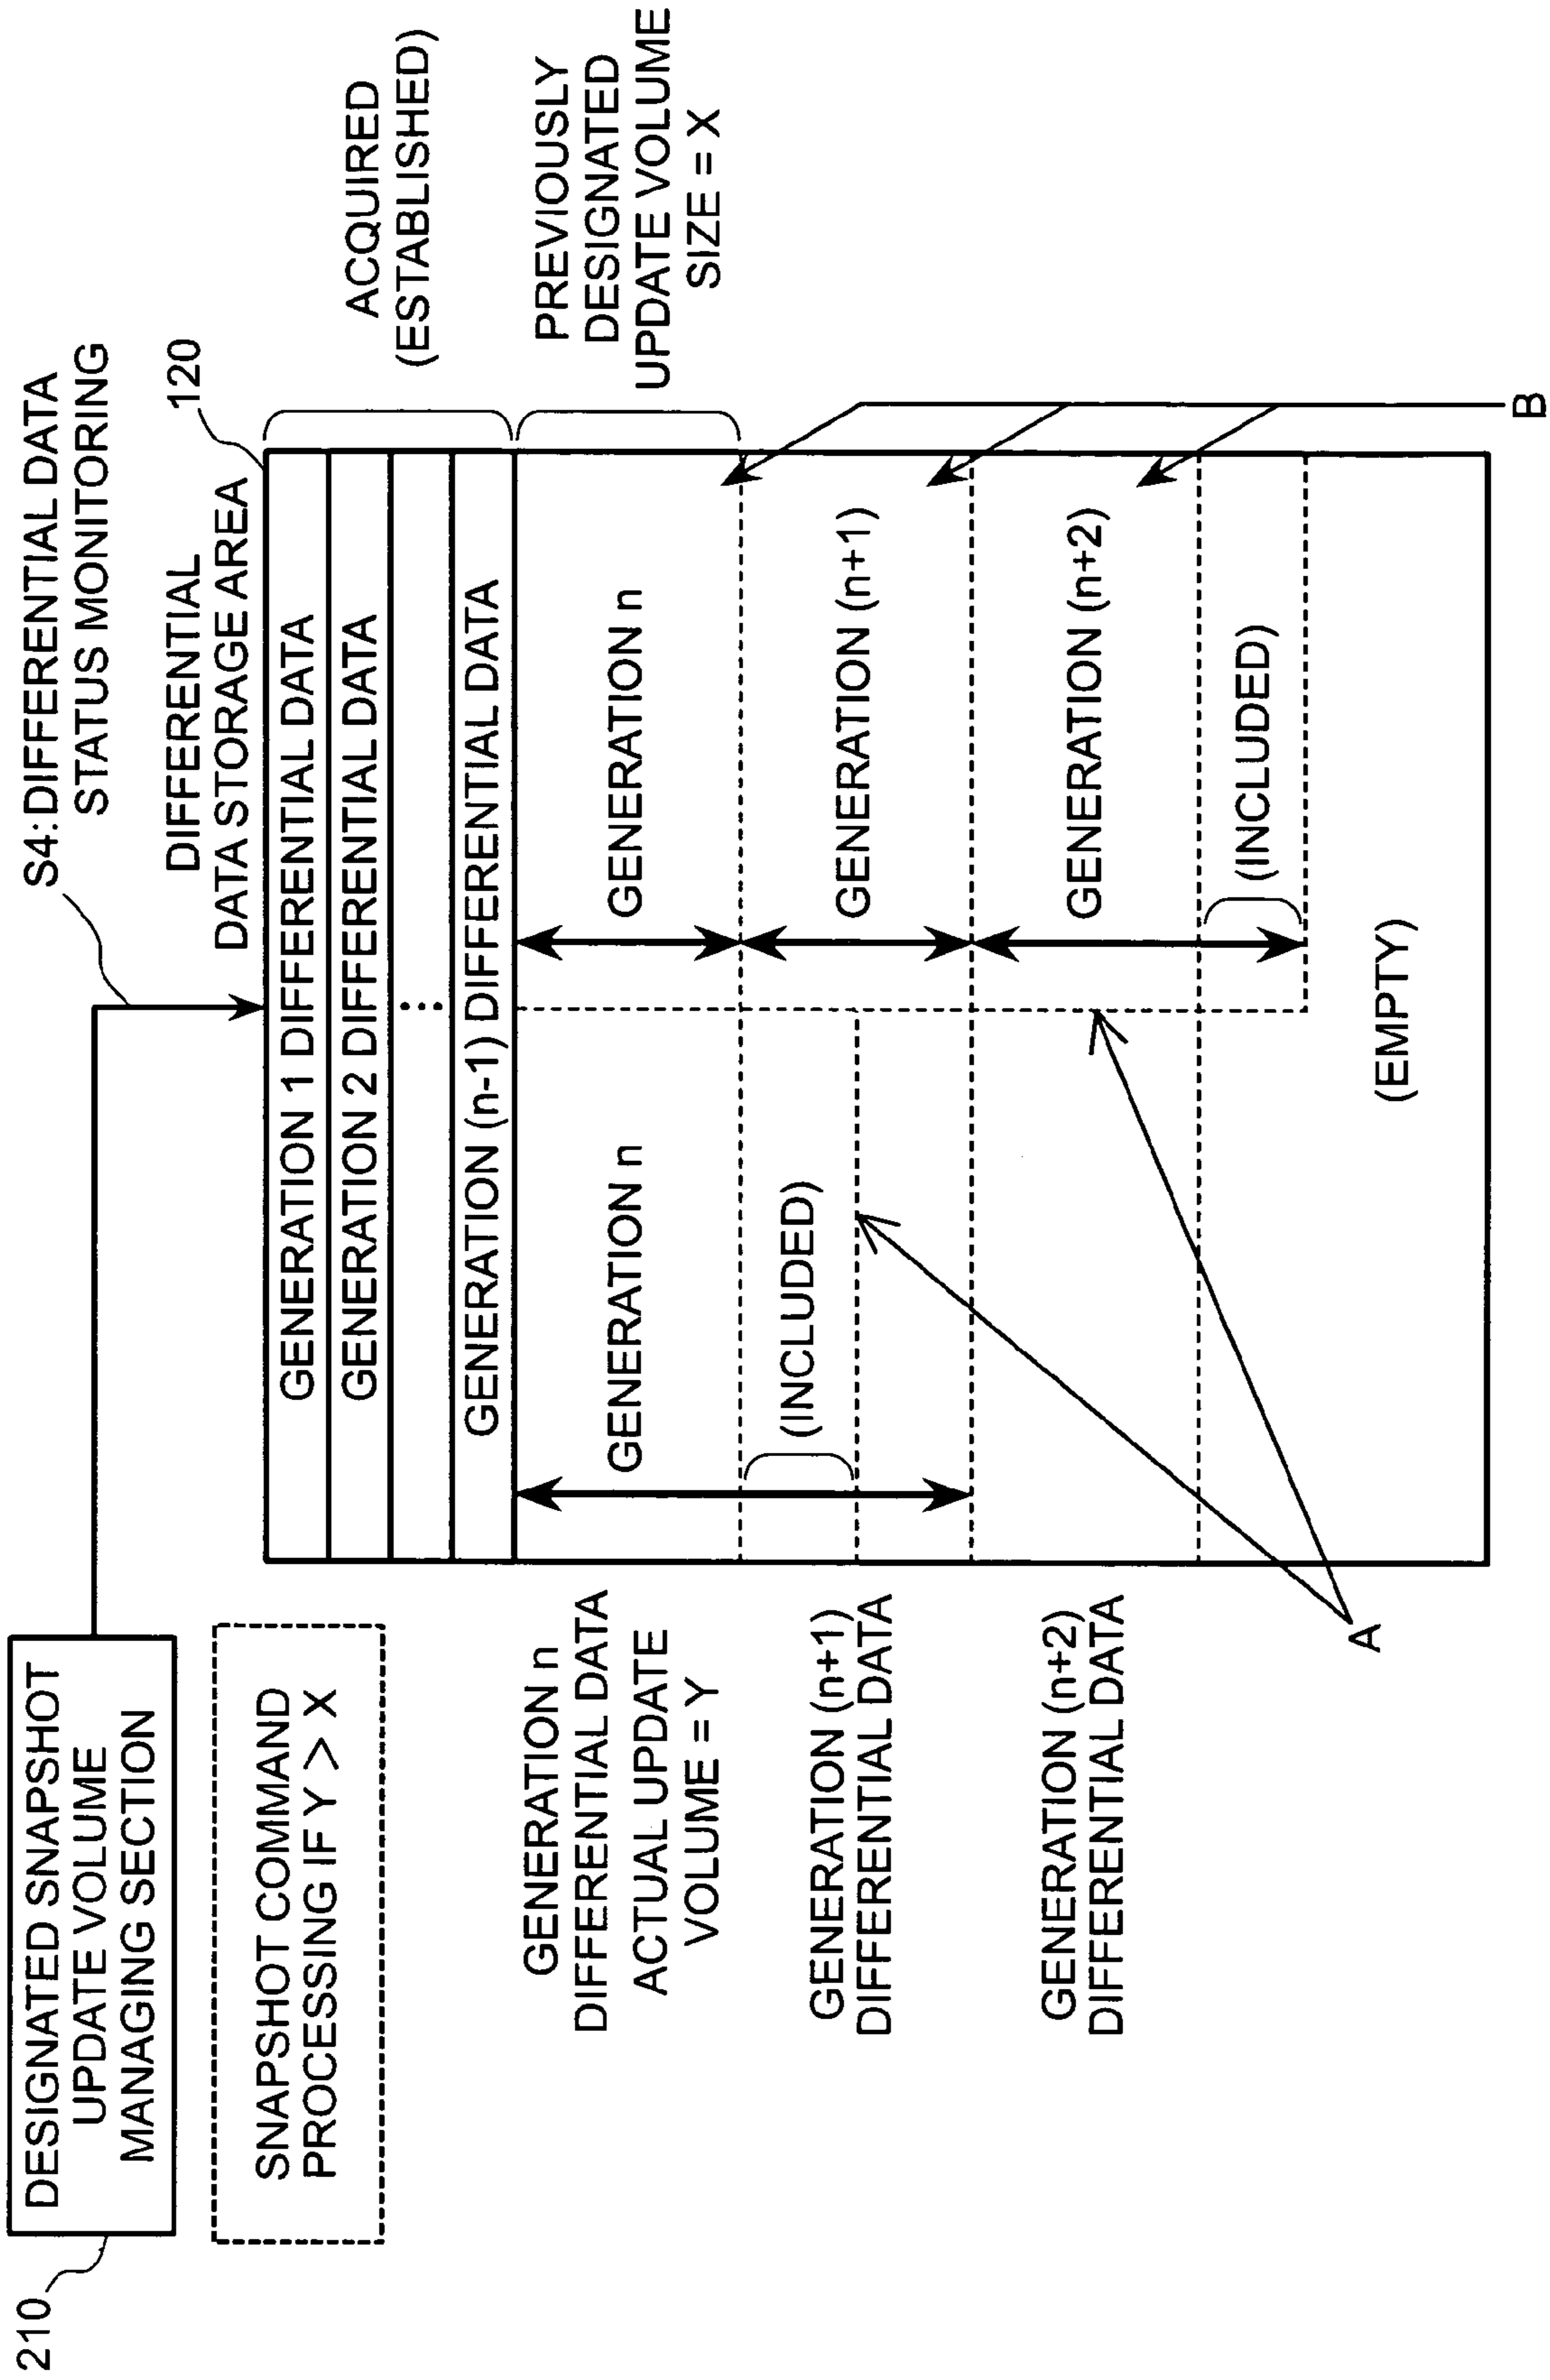 210
DESIGNATED SNAPSHOT
UPDATE VOLUME
MANAGING SECTION
S4:DIFFERENTIAL DATA
STATUS MONITORING
SNAPSHOT COMMAND
PROCESSING IF Y > X
DIFFERENTIAL
DATA STORAGE AREA
120
GENERATION 1 DIFFERENTIAL DATA
GENERATION 2 DIFFERENTIAL DATA
...
GENERATION (n-1) DIFFERENTIAL DATA
ACQUIRED
(ESTABLISHED)
GENERATION n
DIFFERENTIAL DATA
ACTUAL UPDATE
VOLUME = Y
GENERATION n
GENERATION n
PREVIOUSLY
DESIGNATED
UPDATE VOLUME
SIZE = X
GENERATION (n+1)
DIFFERENTIAL DATA
(INCLUDED)
GENERATION (n+1)
GENERATION (n+2)
DIFFERENTIAL DATA
GENERATION (n+2)
(INCLUDED)
(EMPTY)
A
B